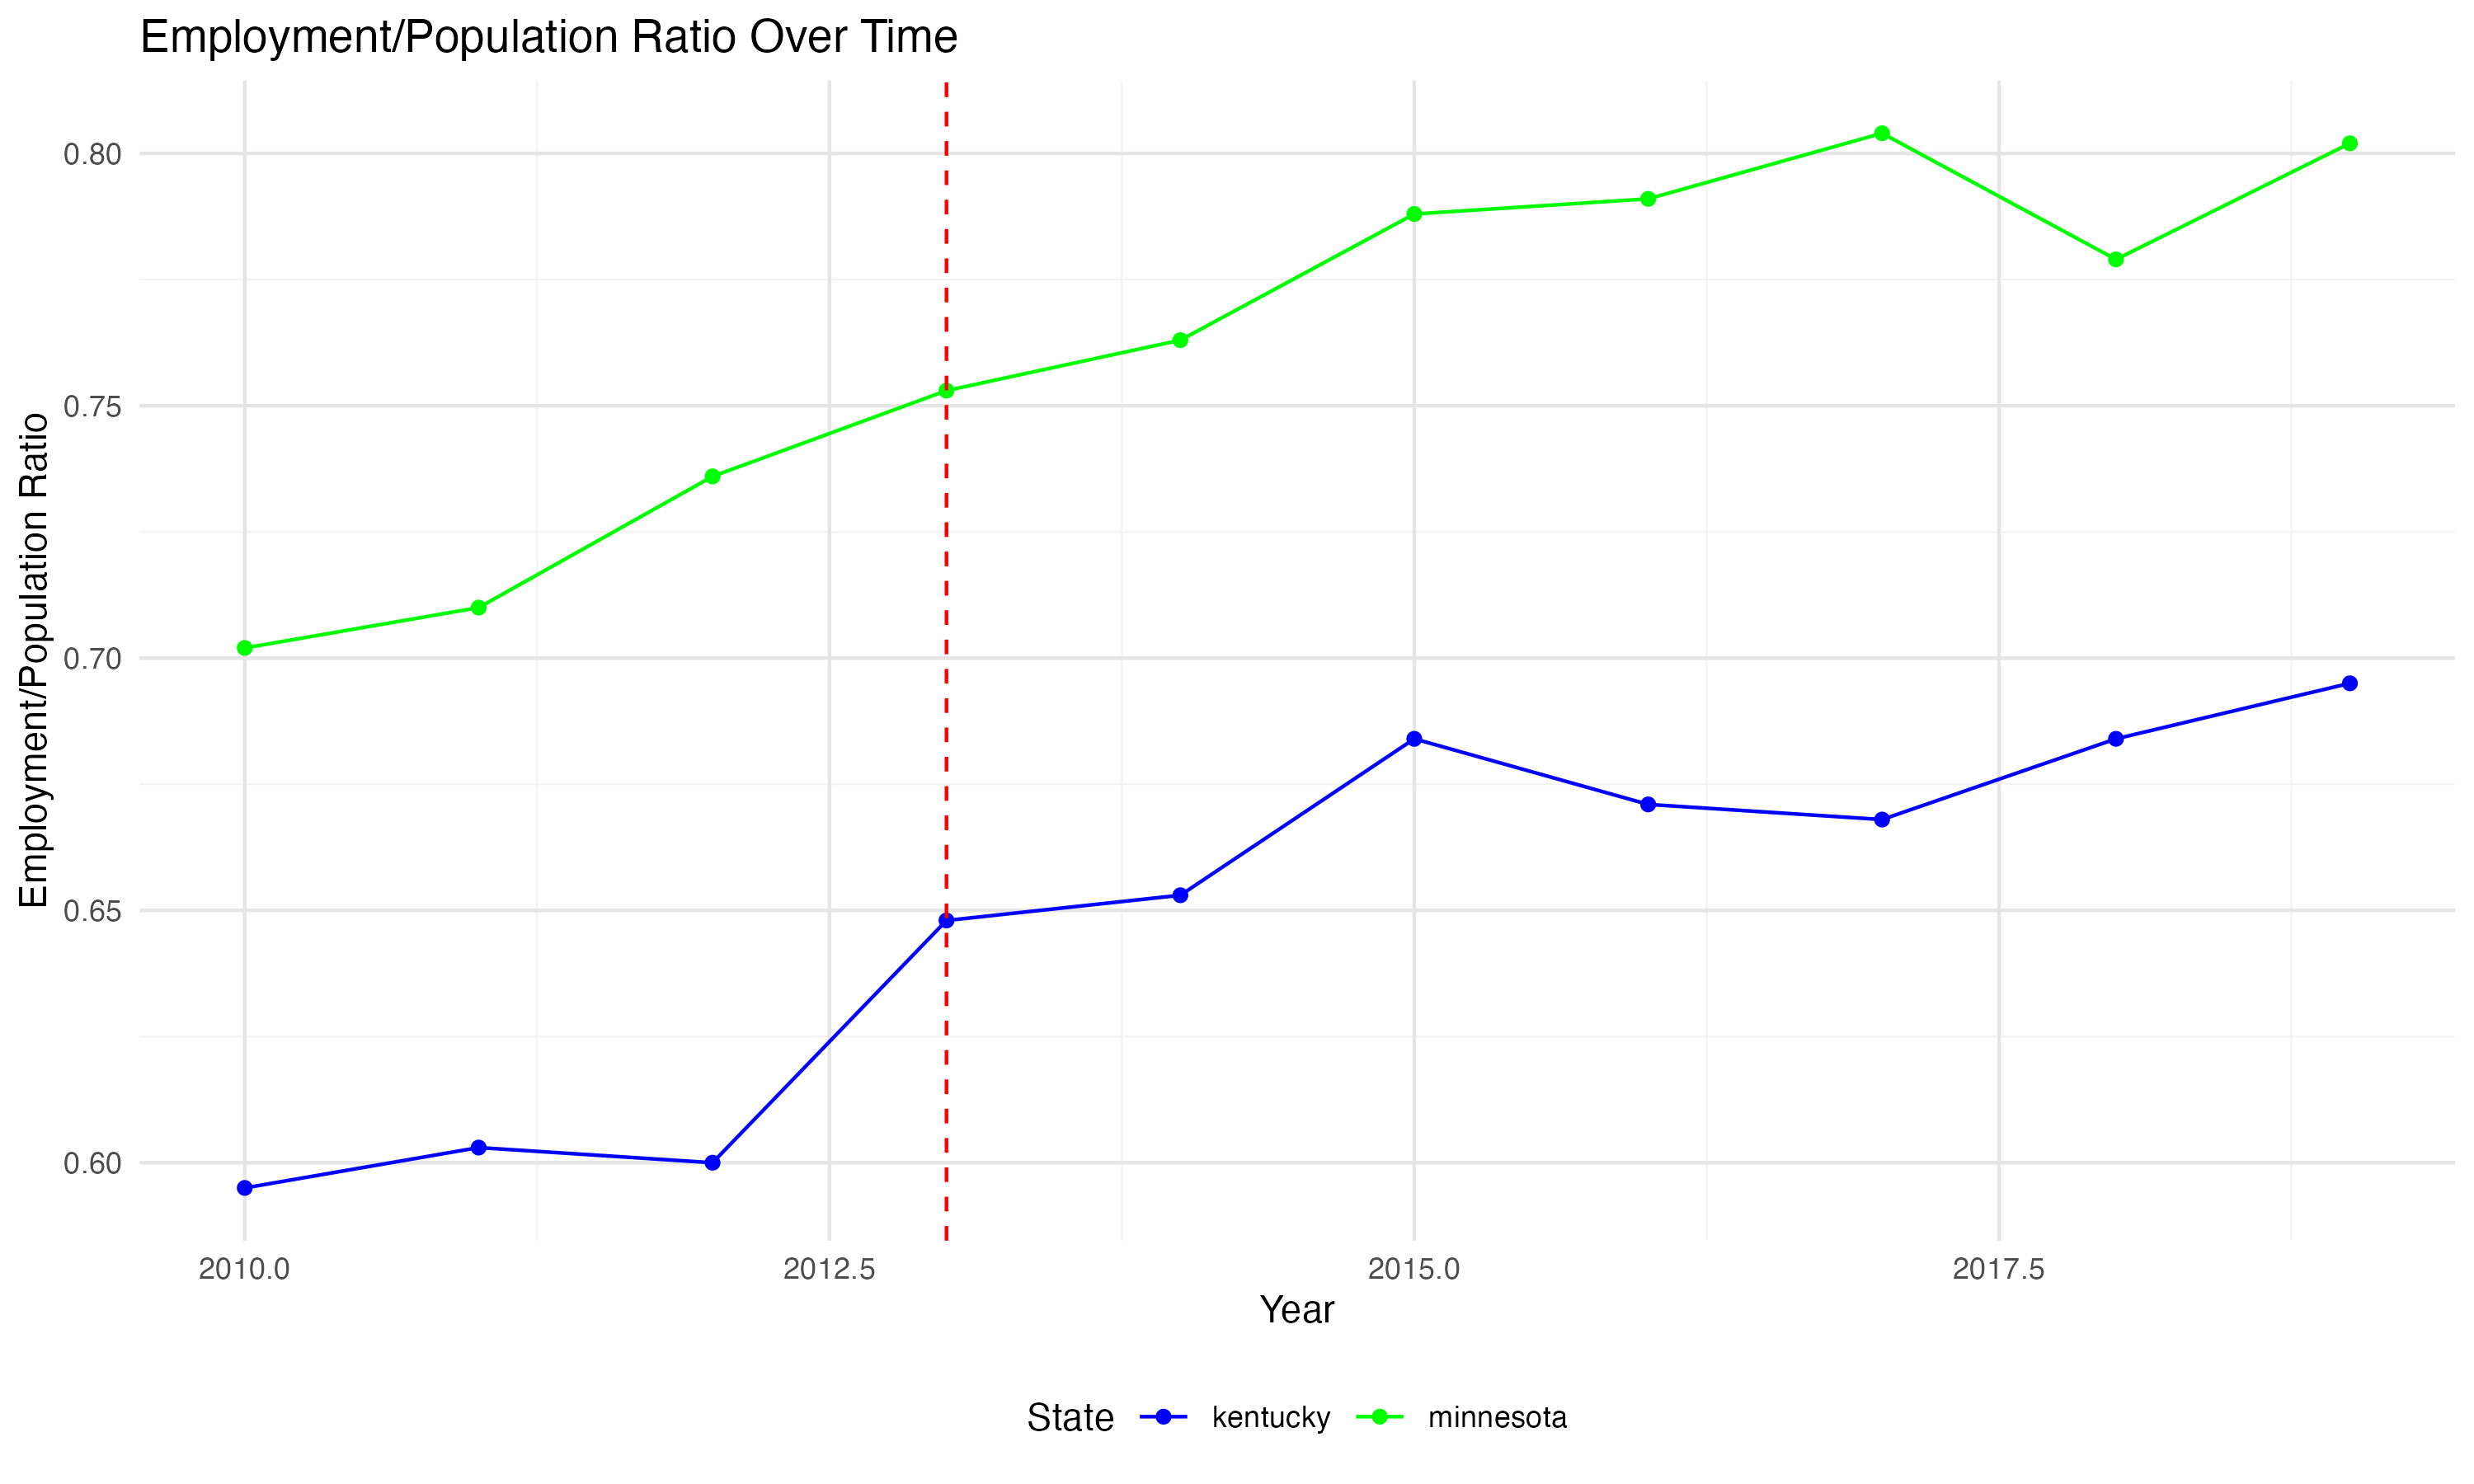 Employment/Population Ratio Over Time
Employment/Population Ratio
0.80
0.75
0.70
0.65
0.60
2010.0 2012.5 2015.0 2017.5
Year
State kentucky minnesota